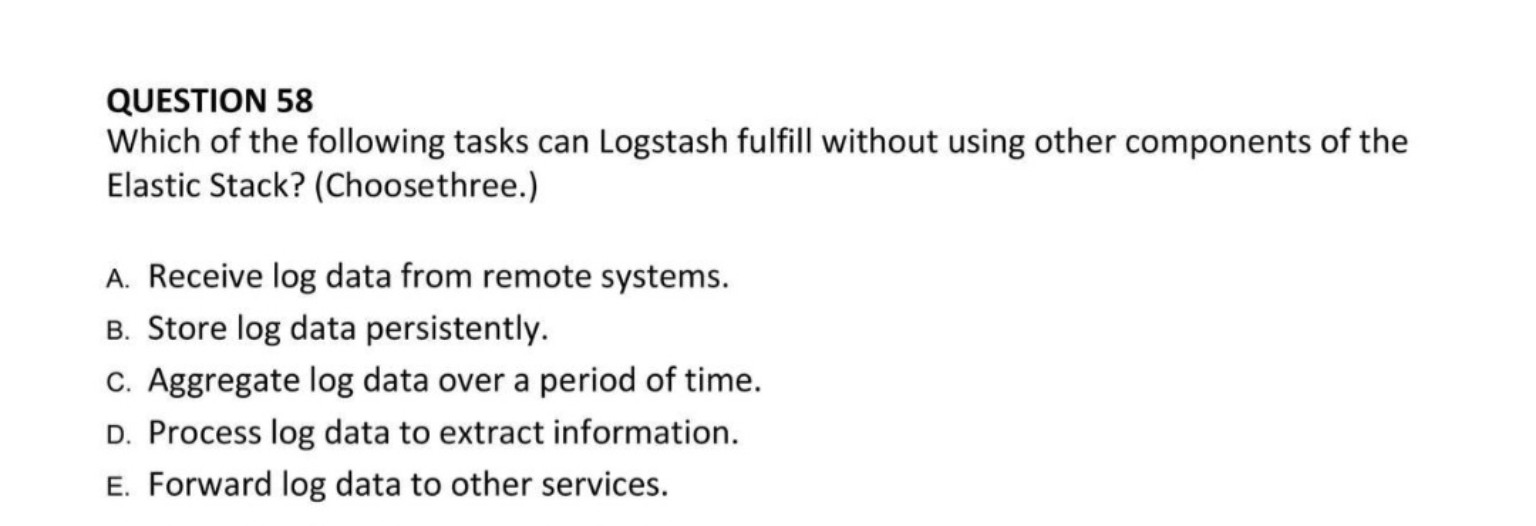 QUESTION 58
Which of the following tasks can Logstash fulfill without using other components of the
Elastic Stack? (Choosethree.)
A. Receive log data from remote systems.
B. Store log data persistently.
C. Aggregate log data over a period of time.
D. Process log data to extract information.
E. Forward log data to other services.